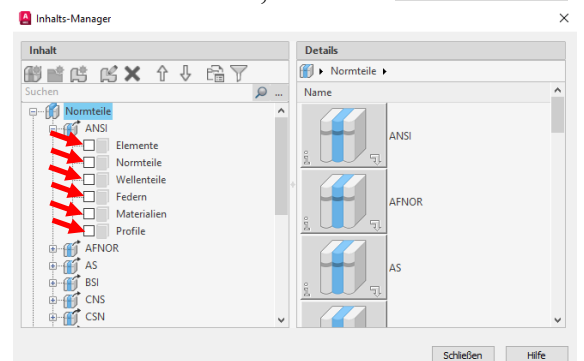 Inhalts-Manager
Inhalt
Suchen
...
Normteile
ANSI
Elemente
Normteile
Wellenteile
Federn
Materialien
Profile
AFNOR
AS
BSI
CNS
CSN
Details
Normteile
Name
ANSI
AFNOR
AS
Schließen
Hilfe